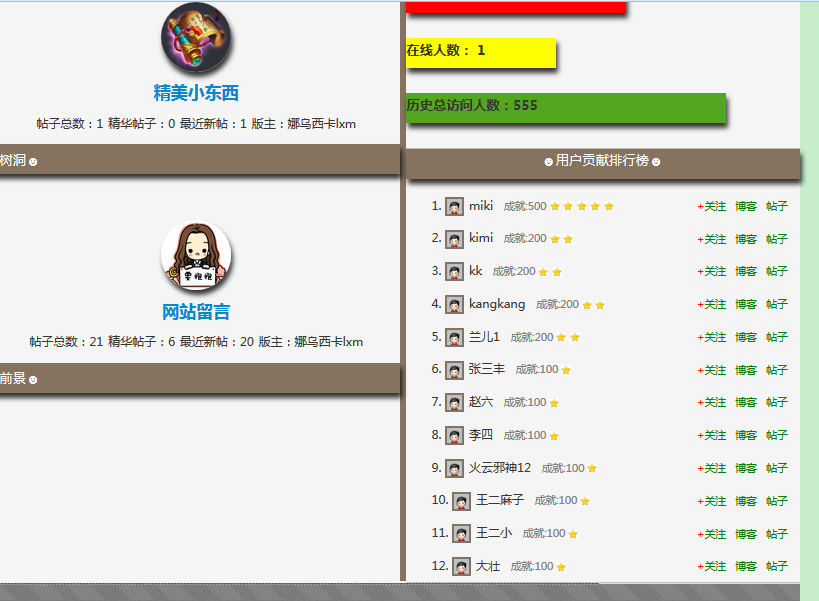 精美小东西
帖子总数：1 精华帖子：0 最近新帖：1 版主：娜乌西卡lxm
树洞☻
网站留言
帖子总数：21 精华帖子：6 最近新帖：20 版主：娜乌西卡lxm
前景☻
在线人数： 1
历史总访问人数：555
☻用户贡献排行榜☻
1. miki 成就:500 +关注 博客 帖子
2. kimi 成就:200 +关注 博客 帖子
3. kk 成就:200 +关注 博客 帖子
4. kangkang 成就:200 +关注 博客 帖子
5. 兰儿1 成就:200 +关注 博客 帖子
6. 张三丰 成就:100 +关注 博客 帖子
7. 赵六 成就:100 +关注 博客 帖子
8. 李四 成就:100 +关注 博客 帖子
9. 火云邪神12 成就:100 +关注 博客 帖子
10. 王二麻子 成就:100 +关注 博客 帖子
11. 王二小 成就:100 +关注 博客 帖子
12. 大壮 成就:100 +关注 博客 帖子